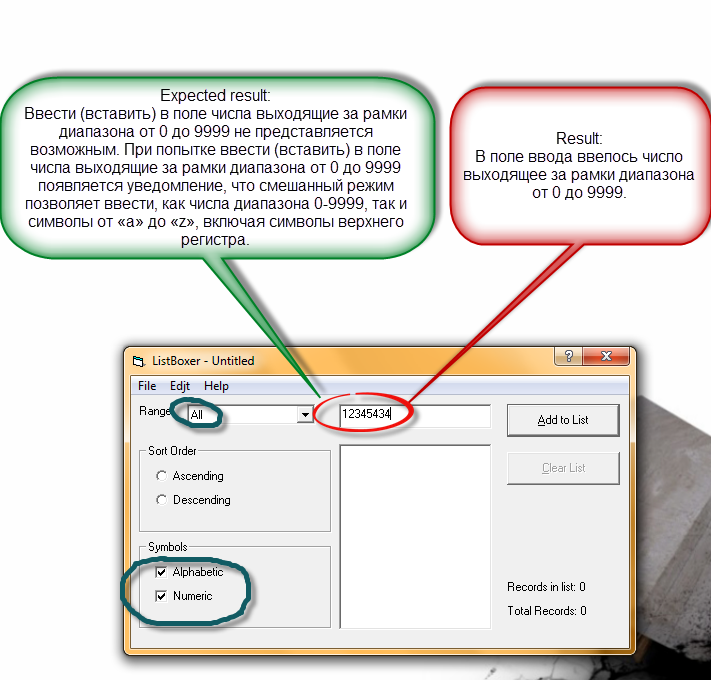 Expected result:
Ввести (вставить) в поле числа выходящие за рамки
диапазона от 0 до 9999 не представляется
возможным. При попытке ввести (вставить) в поле
числа выходящие за рамки диапазона от 0 до 9999
появляется уведомление, что смешанный режим
позволяет ввести, как числа диапазона 0-9999, так и
символы от «a» до «z», включая символы верхнего
регистра.
Result:
В поле ввода ввелось число
выходящее за рамки диапазона
от 0 до 9999.
ListBoxer - Untitled
File Edit Help
Range All 12345434 Add to List
Sort Order
Ascending
Descending
Clear List
Symbols
Alphabetic
Numeric
Records in list: 0
Total Records: 0